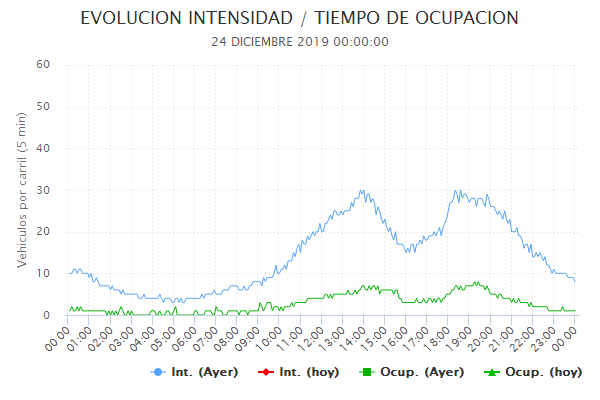 EVOLUCION INTENSIDAD / TIEMPO DE OCUPACION
24 DICIEMBRE 2019 00:00:00
Vehiculos por carril (5 min)
60
50
40
30
20
10
0
00:00 01:00 02:00 03:00 04:00 05:00 06:00 07:00 08:00 09:00 10:00 11:00 12:00 13:00 14:00 15:00 16:00 17:00 18:00 19:00 20:00 21:00 22:00 23:00 00:00
Int. (Ayer) Int. (hoy) Ocup. (Ayer) Ocup. (hoy)